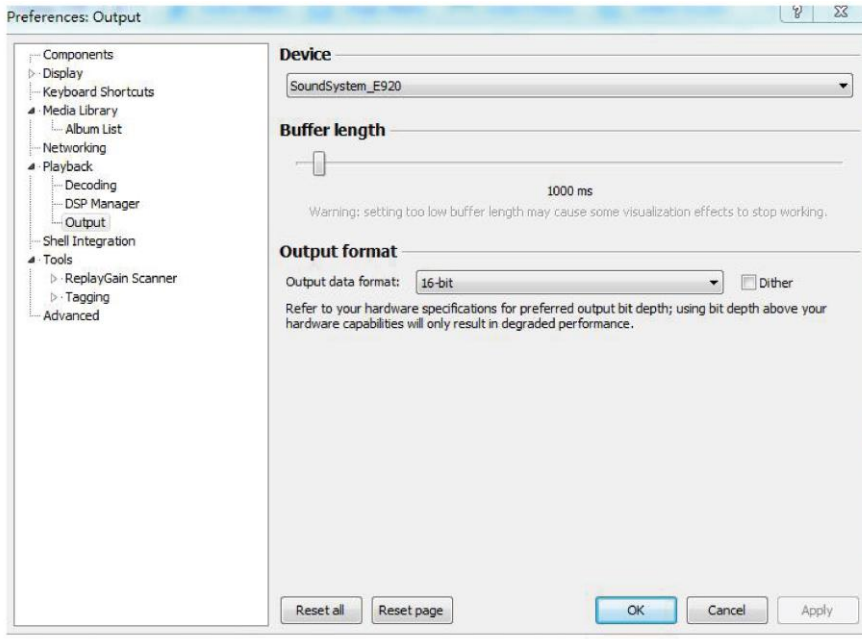 Preferences: Output
Components
Display
Keyboard Shortcuts
Media Library
Album List
Networking
Playback
Decoding
DSP Manager
Output
Shell Integration
Tools
ReplayGain Scanner
Tagging
Advanced
Device
SoundSystem_E920
Buffer length
1000 ms
Warning: setting too low buffer length may cause some visualization effects to stop working.
Output format
Output data format: 16-bit Dither
Refer to your hardware specifications for preferred output bit depth; using bit depth above your
hardware capabilities will only result in degraded performance.
Reset all Reset page OK Cancel Apply